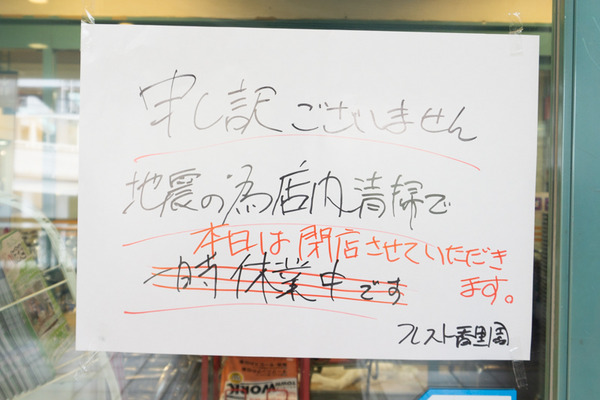 申し訳ございません
地震の為店内清掃で
本日は閉店させていただき
ます。
一時休業中です
フレスト香里園
WORK